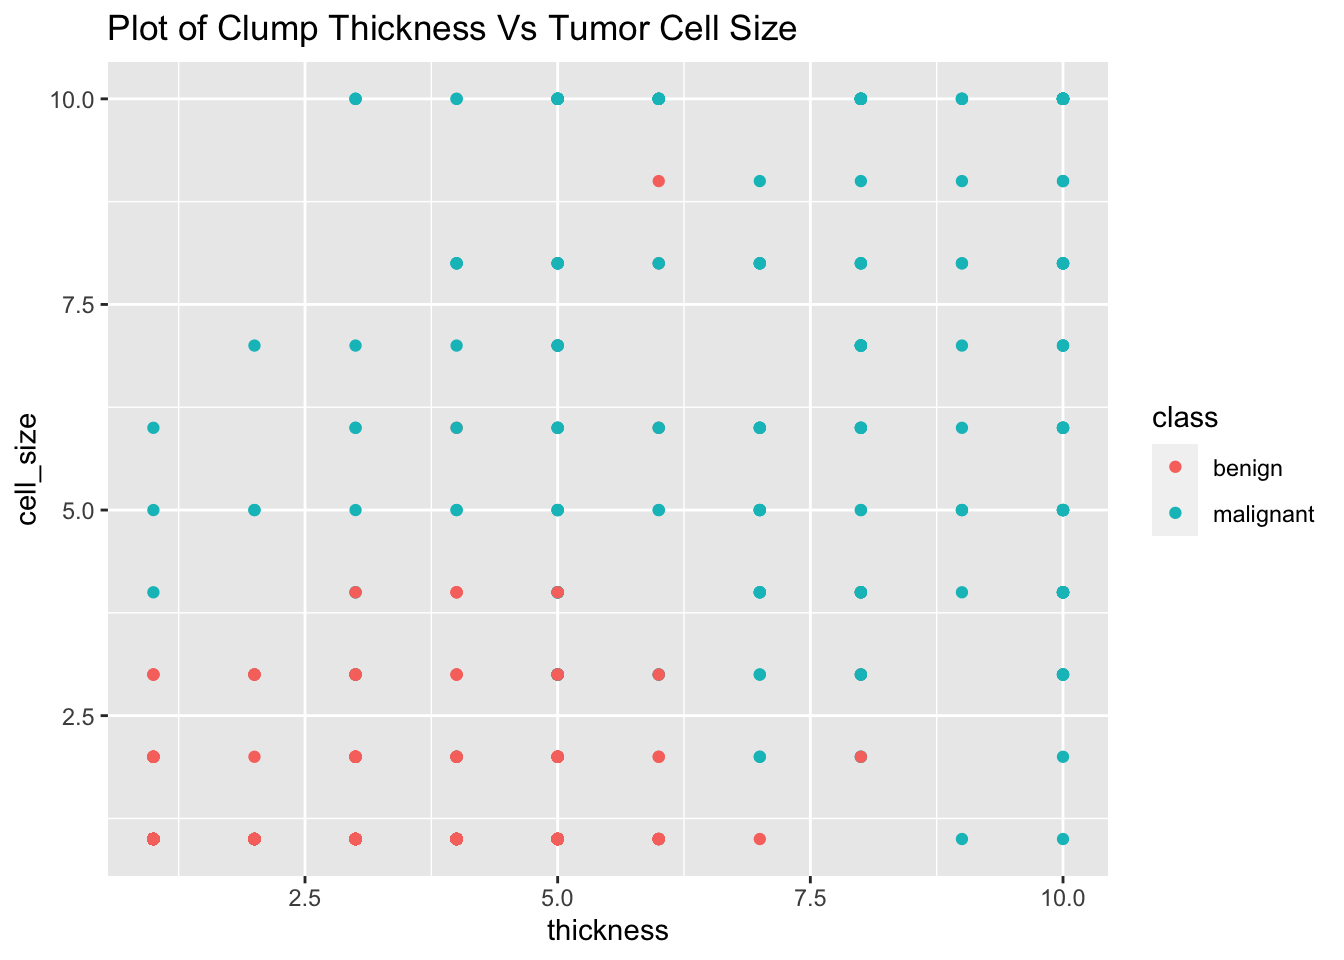 Plot of Clump Thickness Vs Tumor Cell Size
10.0
7.5
5.0
2.5
cell_size
2.5 5.0 7.5 10.0
thickness
class
benign
malignant